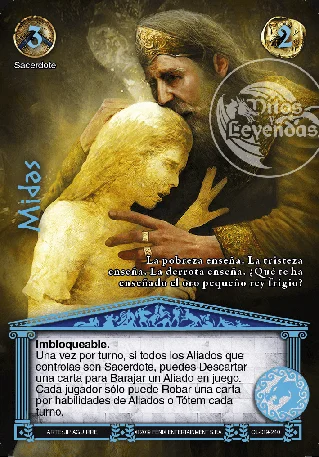 3
2
Sacerdote
Mitos
Leyendas
Midas
La pobreza enseña. La tristeza
enseña. La derrota enseña. ¿Qué te ha
enseñado el oro pequeño rey frigio?
Imbloqueable.
Una vez por turno, si todos los Aliados que
controlas son Sacerdote, puedes Descartar
una carta para Barajar un Aliado en juego.
Cada jugador sólo puede Robar una carta
por habilidades de Aliados o Tótem cada
turno.